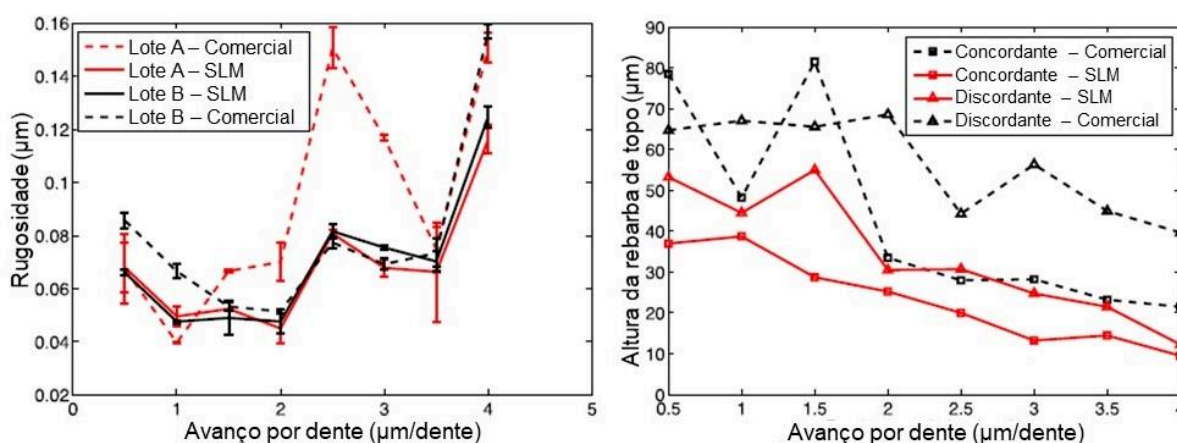 0.16
0.14
0.12
0.1
0.08
0.06
0.04
0.02
Rugosidade (µm)
Lote A – Comercial
Lote A – SLM
Lote B – SLM
Lote B – Comercial
0 1 2 3 4 5
Avanço por dente (µm/dente)
90
80
70
60
50
40
30
20
10
0
Altura da rebarba de topo (µm)
Concordante – Comercial
Concordante – SLM
Discordante – SLM
Discordante – Comercial
0.5 1 1.5 2 2.5 3 3.5 4
Avanço por dente (µm/dente)